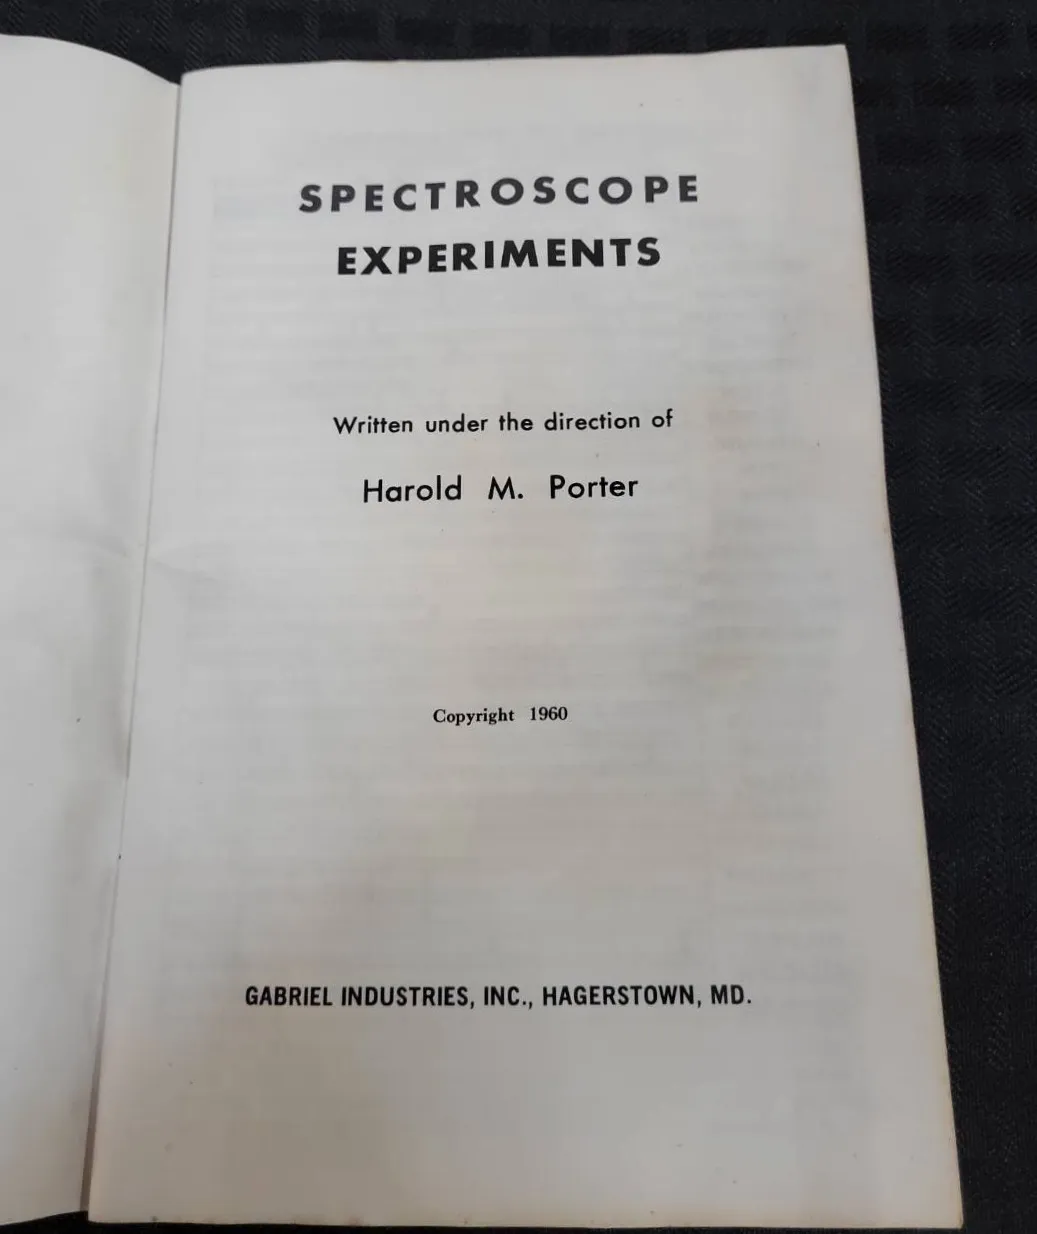 SPECTROSCOPE
EXPERIMENTS
Written under the direction of
Harold M. Porter
Copyright 1960
GABRIEL INDUSTRIES, INC., HAGERSTOWN, MD.